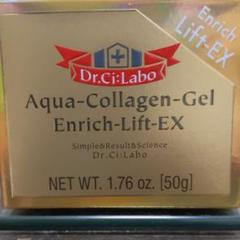 Enrich
Lift-EX
Dr.Ci:Labo
Aqua-Collagen-Gel
Enrich-Lift-EX
Simple&Result&Science
Dr.Ci:Labo
NET WT. 1.76 oz. [50g]